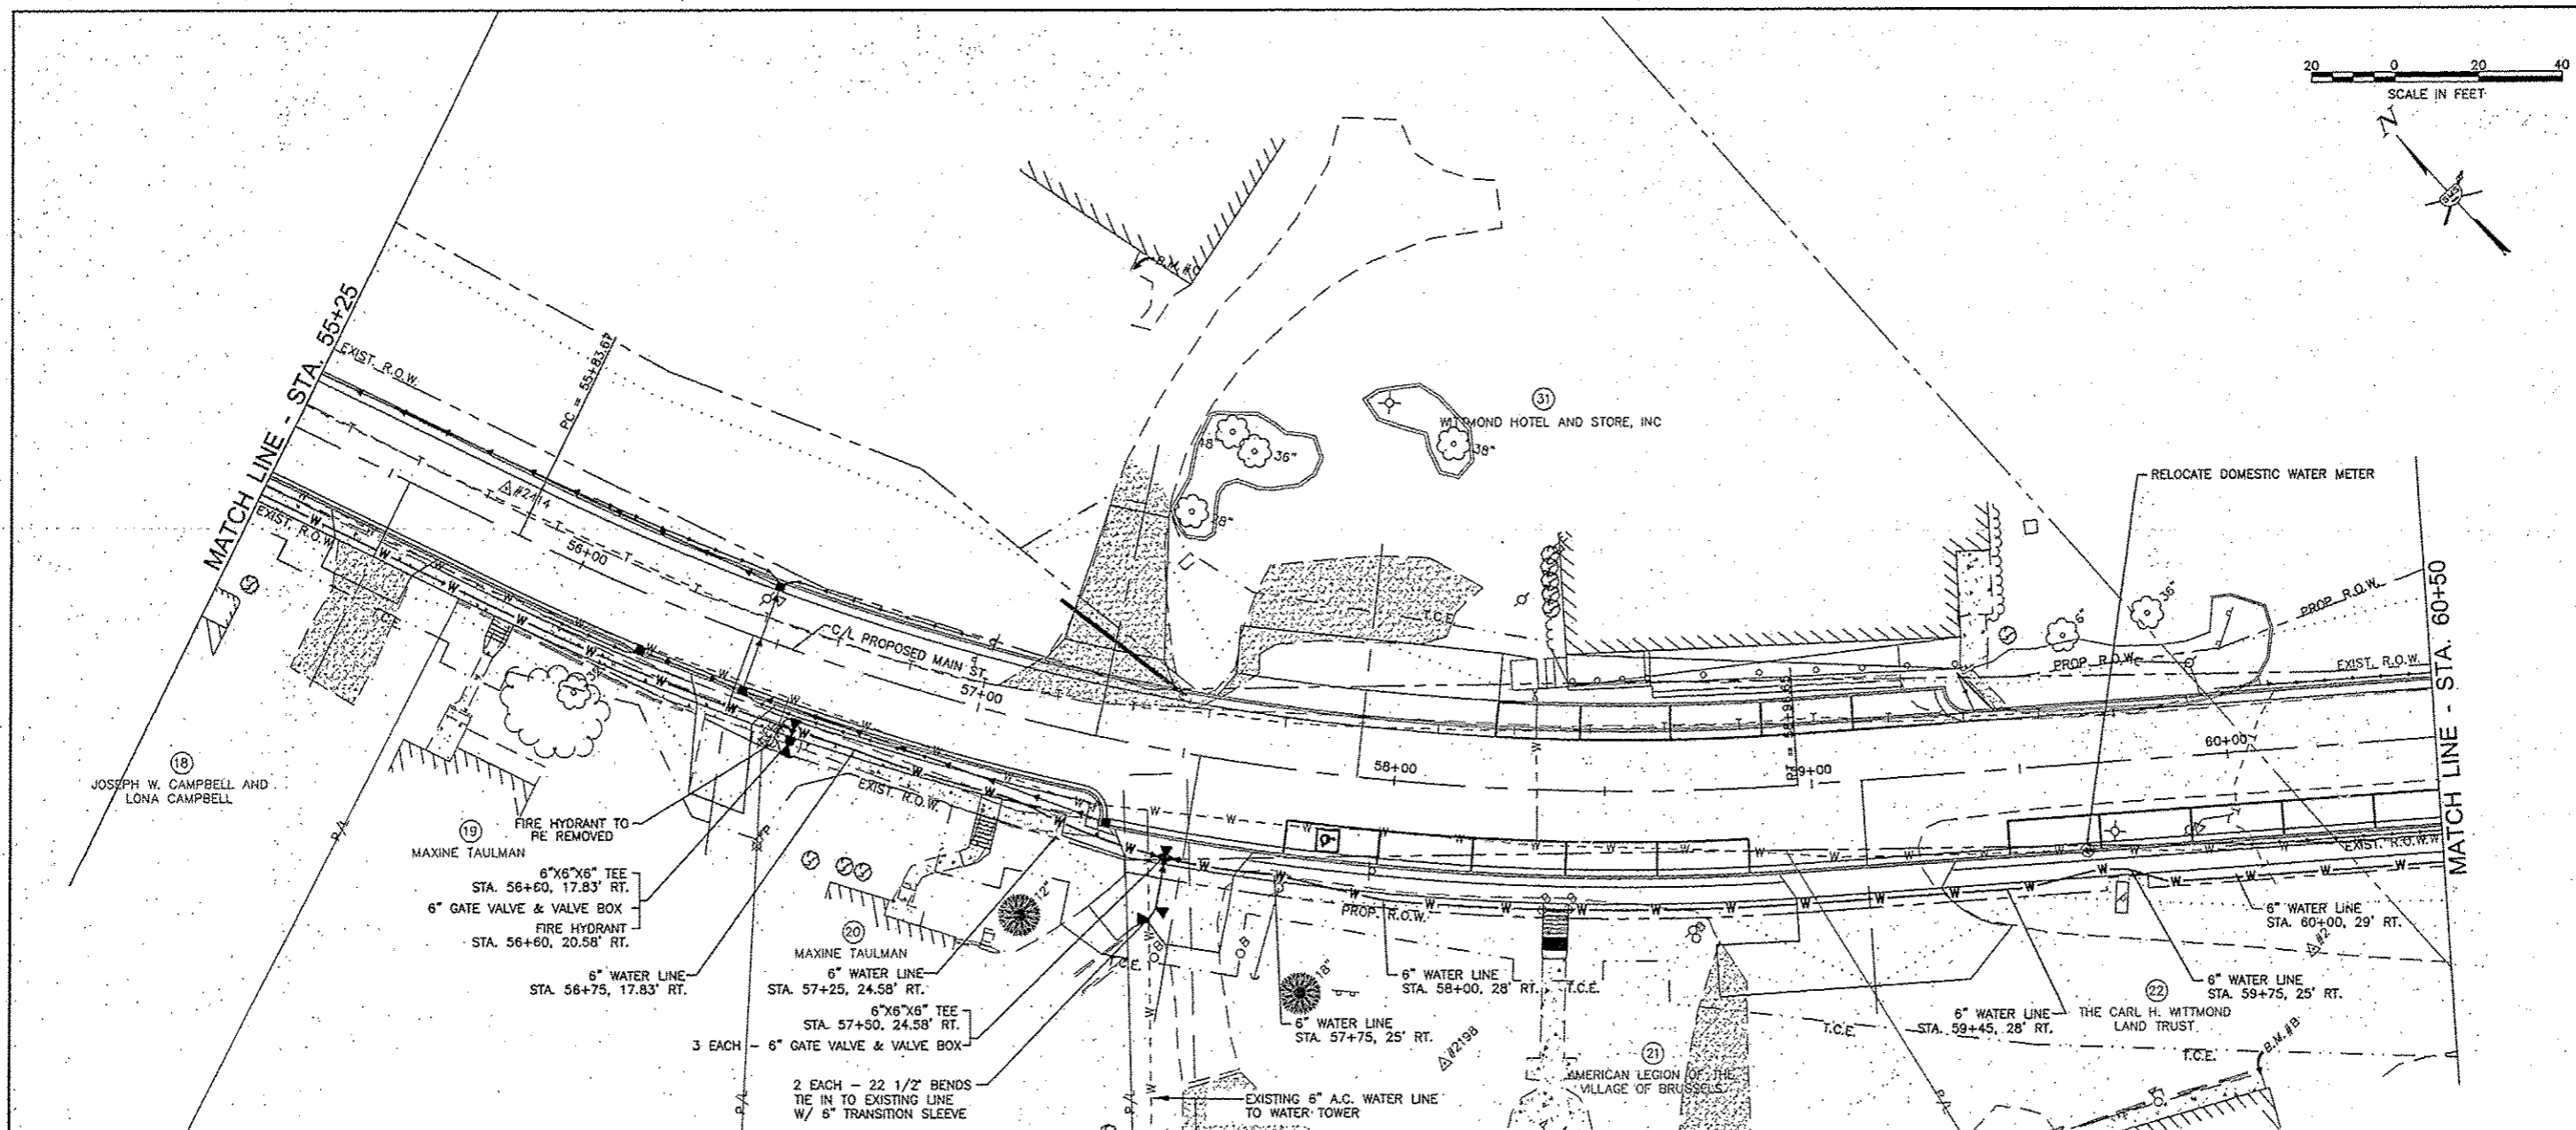 20 0 20 40
SCALE IN FEET
N
SMS
MATCH LINE - STA. 55+25
EXIST. R.O.W.
PC = 55+83.67
#2414
56+00
EXIST. R.O.W.
B.M.
31
WITTMOND HOTEL AND STORE, INC
48"
36"
38"
38"
RELOCATE DOMESTIC WATER METER
T.C.E.
6"
36"
PROP. R.O.W.
PROP. R.O.W.
EXIST. R.O.W.
MATCH LINE - STA. 60+50
C/L PROPOSED MAIN ST.
57+00
58+00
59+00
60+00
EXIST. R.O.W.
EXIST. R.O.W.
PROP. R.O.W.
18
JOSEPH W. CAMPBELL AND
LONA CAMPBELL
P/L
19
MAXINE TAULMAN
FIRE HYDRANT TO
BE REMOVED
6"X6"X6" TEE
STA. 56+60, 17.83' RT.
6" GATE VALVE & VALVE BOX
FIRE HYDRANT
STA. 56+60, 20.58' RT.
6" WATER LINE
STA. 56+75, 17.83' RT.
20
MAXINE TAULMAN
12"
6" WATER LINE
STA. 57+25, 24.58' RT.
6"X6"X6" TEE
STA. 57+50, 24.58' RT.
3 EACH - 6" GATE VALVE & VALVE BOX
2 EACH - 22 1/2° BENDS
TIE IN TO EXISTING LINE
W/ 6" TRANSITION SLEEVE
P/L
P/L
T.C.E.
18"
6" WATER LINE
STA. 57+75, 25' RT.
EXISTING 6" A.C. WATER LINE
TO WATER TOWER
6" WATER LINE
STA. 58+00, 28' RT.
T.C.E.
#2198
21
AMERICAN LEGION OF THE
VILLAGE OF BRUSSELS
T.C.E.
6" WATER LINE
STA. 59+45, 28' RT.
22
THE CARL H. WITTMOND
LAND TRUST
6" WATER LINE
STA. 59+75, 25' RT.
6" WATER LINE
STA. 60+00, 29' RT.
T.C.E.
B.M. #B
P/L